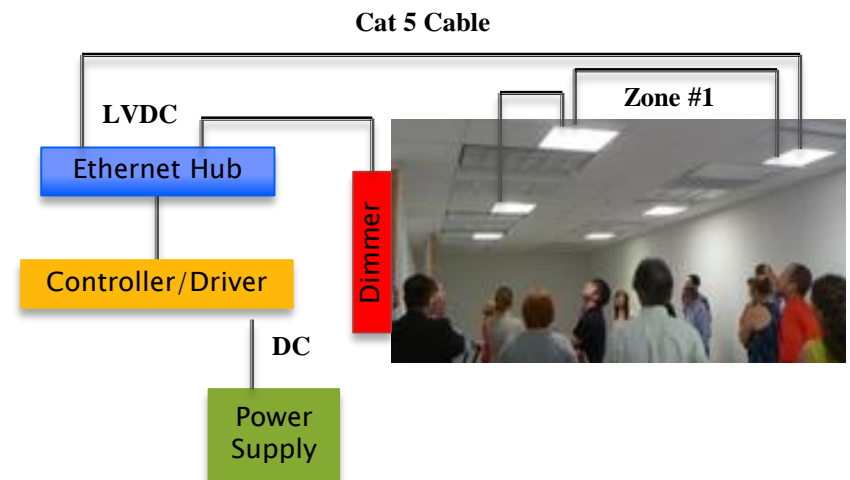 Cat 5 Cable
Zone #1
LVDC
Ethernet Hub
Dimmer
Controller/Driver
DC
Power
Supply